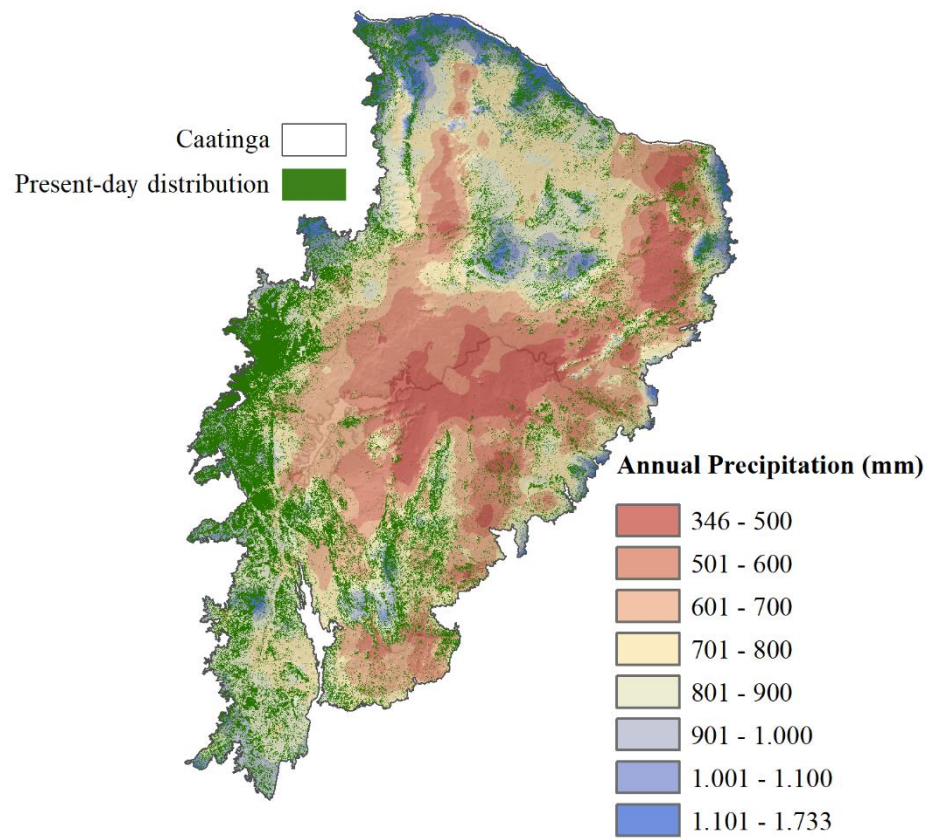 Caatinga
Present-day distribution
Annual Precipitation (mm)
346 - 500
501 - 600
601 - 700
701 - 800
801 - 900
901 - 1.000
1.001 - 1.100
1.101 - 1.733